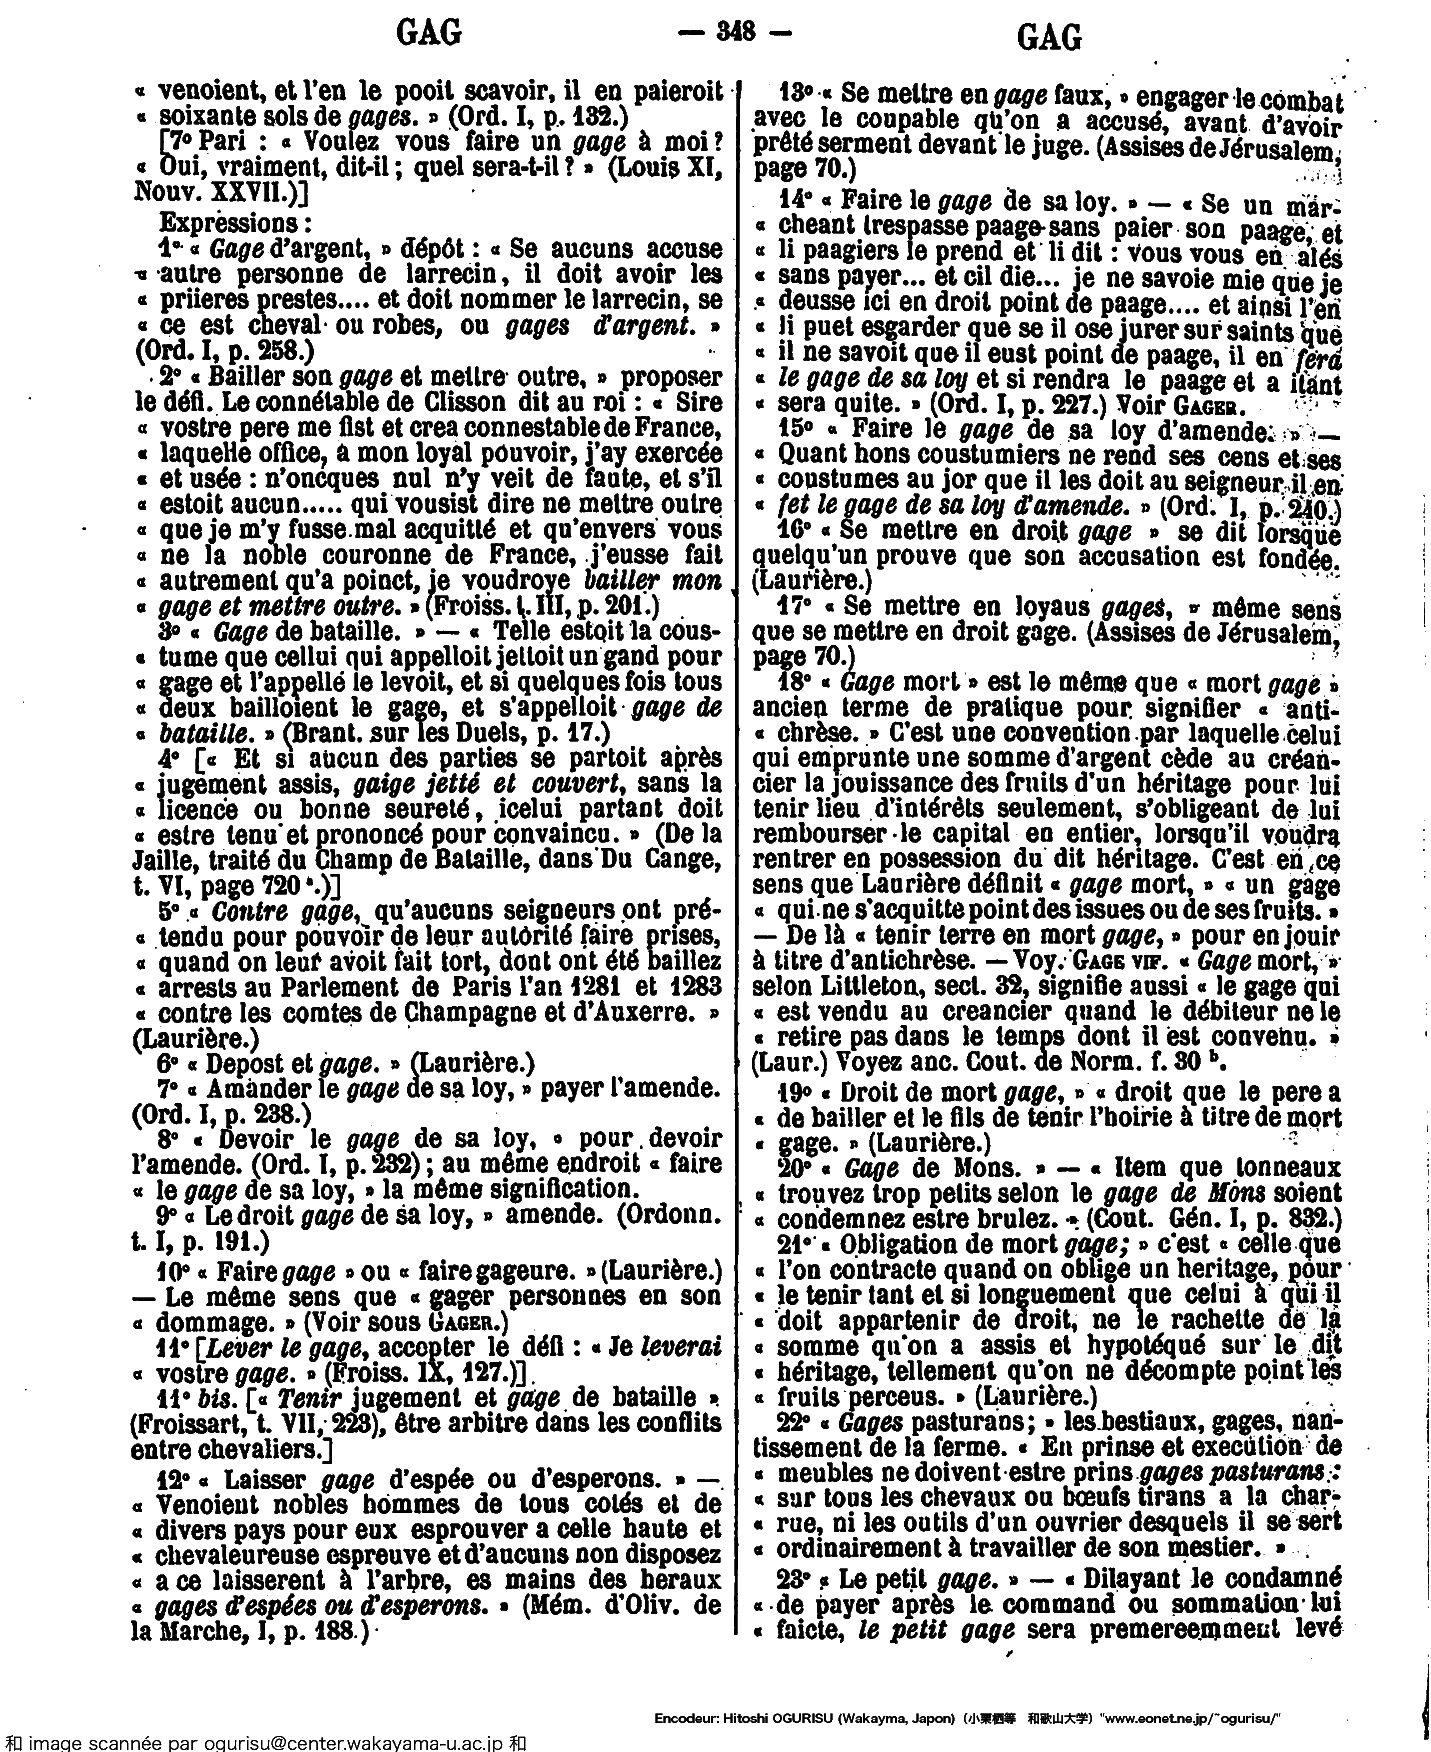 GAG
— 348 —
GAG
« venoient, et l'en le pooit scavoir, il en paieroit
« soixante sols de gages. » (Ord. I, p. 132.)
[7º Pari : « Voulez vous faire un gage à moi ?
« Oui, vraiment, dit-il ; quel sera-t-il ? » (Louis XI,
Nouv. XXVII.)]
Expressions :
1º « Gage d'argent, » dépôt : « Se aucuns accuse
« autre personne de larrecin, il doit avoir les
« priieres prestes.... et doit nommer le larrecin, se
« ce est cheval ou robes, ou gages d'argent. »
(Ord. I, p. 258.)
2º « Bailler son gage et mettre outre, » proposer
le défi. Le connétable de Clisson dit au roi : « Sire
« vostre pere me fist et crea connestable de France,
« laquelle office, à mon loyal pouvoir, j'ay exercée
« et usée : n'oncques nul n'y veit de faute, et s'il
« estoit aucun..... qui vousist dire ne mettre outre
« que je m'y fusse mal acquitté et qu'envers vous
« ne la noble couronne de France, j'eusse fait
« autrement qu'a poinct, je voudroye bailler mon
« gage et mettre outre. » (Froiss. t. III, p. 201.)
3º « Gage de bataille. » — « Telle estoit la cous-
« tume que cellui qui appelloit jettoit un gand pour
« gage et l'appellé le levoit, et si quelques fois tous
« deux bailloient le gage, et s'appelloit gage de
« bataille. » (Brant. sur les Duels, p. 17.)
4º [« Et si aucun des parties se partoit après
« jugement assis, gaige jetté et couvert, sans la
« licence ou bonne seureté, icelui partant doit
« estre tenu et prononcé pour convaincu. » (De la
Jaille, traité du Champ de Bataille, dans Du Cange,
t. VI, page 720 ª.)]
5º « Contre gage, qu'aucuns seigneurs ont pré-
« tendu pour pouvoir de leur autorité faire prises,
« quand on leur avoit fait tort, dont ont été baillez
« arrests au Parlement de Paris l'an 1281 et 1283
« contre les comtes de Champagne et d'Auxerre. »
(Laurière.)
6º « Depost et gage. » (Laurière.)
7º « Amander le gage de sa loy, » payer l'amende.
(Ord. I, p. 238.)
8º « Devoir le gage de sa loy, » pour devoir
l'amende. (Ord. I, p. 232) ; au même endroit « faire
« le gage de sa loy, » la même signification.
9º « Le droit gage de sa loy, » amende. (Ordonn.
t. I, p. 191.)
10º « Faire gage » ou « faire gageure. » (Laurière.)
— Le même sens que « gager personnes en son
« dommage. » (Voir sous GAGER.)
11º [Lever le gage, accepter le défi : « Je leverai
« vostre gage. » (Froiss. IX, 127.)]
11º bis. [« Tenir jugement et gage de bataille »
(Froissart, t. VII, 223), être arbitre dans les conflits
entre chevaliers.]
12º « Laisser gage d'espée ou d'esperons. » —
« Venoient nobles hommes de tous cotés et de
« divers pays pour eux esprouver a celle haute et
« chevaleureuse espreuve et d'aucuns non disposez
« a ce laisserent à l'arbre, es mains des heraux
« gages d'espées ou d'esperons. » (Mém. d'Oliv. de
la Marche, I, p. 188.)
13º « Se mettre en gage faux, » engager le combat
avec le coupable qu'on a accusé, avant d'avoir
prêté serment devant le juge. (Assises de Jérusalem,
page 70.)
14º « Faire le gage de sa loy. » — « Se un mar-
« cheant trespasse paage sans paier son paage, et
« li paagiers le prend et li dit : vous vous en alés
« sans payer... et cil die... je ne savoie mie que je
« deusse ici en droit point de paage.... et ainsi l'en
« li puet esgarder que se il ose jurer sur saints que
« il ne savoit que il eust point de paage, il en fera
« le gage de sa loy et si rendra le paage et a itant
« sera quite. » (Ord. I, p. 227.) Voir GAGER.
15º « Faire le gage de sa loy d'amende. » —
« Quant hons coustumiers ne rend ses cens et ses
« coustumes au jor que il les doit au seigneur il en
« fet le gage de sa loy d'amende. » (Ord. I, p. 240.)
16º « Se mettre en droit gage » se dit lorsque
quelqu'un prouve que son accusation est fondée.
(Laurière.)
17º « Se mettre en loyaus gages, » même sens
que se mettre en droit gage. (Assises de Jérusalem,
page 70.)
18º « Gage mort » est le même que « mort gage »
ancien terme de pratique pour signifier « anti-
« chrèse. » C'est une convention par laquelle celui
qui emprunte une somme d'argent cède au créan-
cier la jouissance des fruits d'un héritage pour lui
tenir lieu d'intérêts seulement, s'obligeant de lui
rembourser le capital en entier, lorsqu'il voudra
rentrer en possession du dit héritage. C'est en ce
sens que Laurière définit « gage mort, » « un gage
« qui ne s'acquitte point des issues ou de ses fruits. »
— De là « tenir terre en mort gage, » pour en jouir
à titre d'antichrèse. — Voy. GAGE VIF. « Gage mort, »
selon Littleton, sect. 32, signifie aussi « le gage qui
« est vendu au creancier quand le débiteur ne le
« retire pas dans le temps dont il est convenu. »
(Laur.) Voyez anc. Cout. de Norm. f. 30 ᵇ.
19º « Droit de mort gage, » « droit que le pere a
« de bailler et le fils de tenir l'hoirie à titre de mort
« gage. » (Laurière.)
20º « Gage de Mons. » — « Item que tonneaux
« trouvez trop petits selon le gage de Mons soient
« condemnez estre brulez. » (Cout. Gén. I, p. 832.)
21º « Obligation de mort gage; » c'est « celle que
« l'on contracte quand on oblige un heritage, pour
« le tenir tant et si longuement que celui à qui il
« doit appartenir de droit, ne le rachette de la
« somme qu'on a assis et hypotéqué sur le dit
« héritage, tellement qu'on ne décompte point les
« fruits perceus. » (Laurière.)
22º « Gages pasturans; » les bestiaux, gages, nan-
tissement de la ferme. « En prinse et execution de
« meubles ne doivent estre prins gages pasturans :
« sur tous les chevaux ou bœufs tirans a la char-
« rue, ni les outils d'un ouvrier desquels il se sert
« ordinairement à travailler de son mestier. »
23º « Le petit gage. » — « Dilayant le condamné
« de payer après le command ou sommation lui
« faicte, le petit gage sera premereemment levé
Encodeur: Hitoshi OGURISU (Wakayma, Japon) (小栗栖等 和歌山大学) "www.eonet.ne.jp/~ogurisu/"
和 image scannée par ogurisu@center.wakayama-u.ac.jp 和